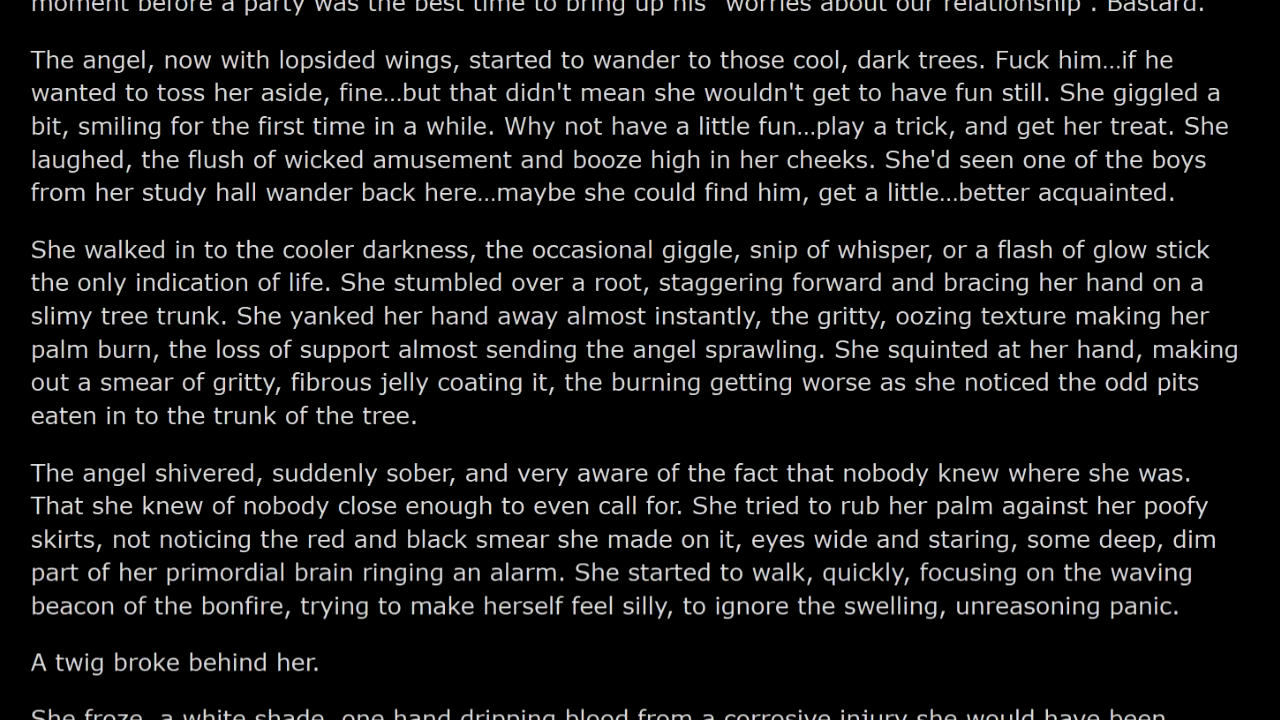 moment before a party was the best time to bring up his "worries about our relationship". Bastard.
The angel, now with lopsided wings, started to wander to those cool, dark trees. Fuck him…if he
wanted to toss her aside, fine…but that didn't mean she wouldn't get to have fun still. She giggled a
bit, smiling for the first time in a while. Why not have a little fun…play a trick, and get her treat. She
laughed, the flush of wicked amusement and booze high in her cheeks. She'd seen one of the boys
from her study hall wander back here…maybe she could find him, get a little…better acquainted.
She walked in to the cooler darkness, the occasional giggle, snip of whisper, or a flash of glow stick
the only indication of life. She stumbled over a root, staggering forward and bracing her hand on a
slimy tree trunk. She yanked her hand away almost instantly, the gritty, oozing texture making her
palm burn, the loss of support almost sending the angel sprawling. She squinted at her hand, making
out a smear of gritty, fibrous jelly coating it, the burning getting worse as she noticed the odd pits
eaten in to the trunk of the tree.
The angel shivered, suddenly sober, and very aware of the fact that nobody knew where she was.
That she knew of nobody close enough to even call for. She tried to rub her palm against her poofy
skirts, not noticing the red and black smear she made on it, eyes wide and staring, some deep, dim
part of her primordial brain ringing an alarm. She started to walk, quickly, focusing on the waving
beacon of the bonfire, trying to make herself feel silly, to ignore the swelling, unreasoning panic.
A twig broke behind her.
She froze, a white shade, one hand dripping blood from a corrosive injury she would have been